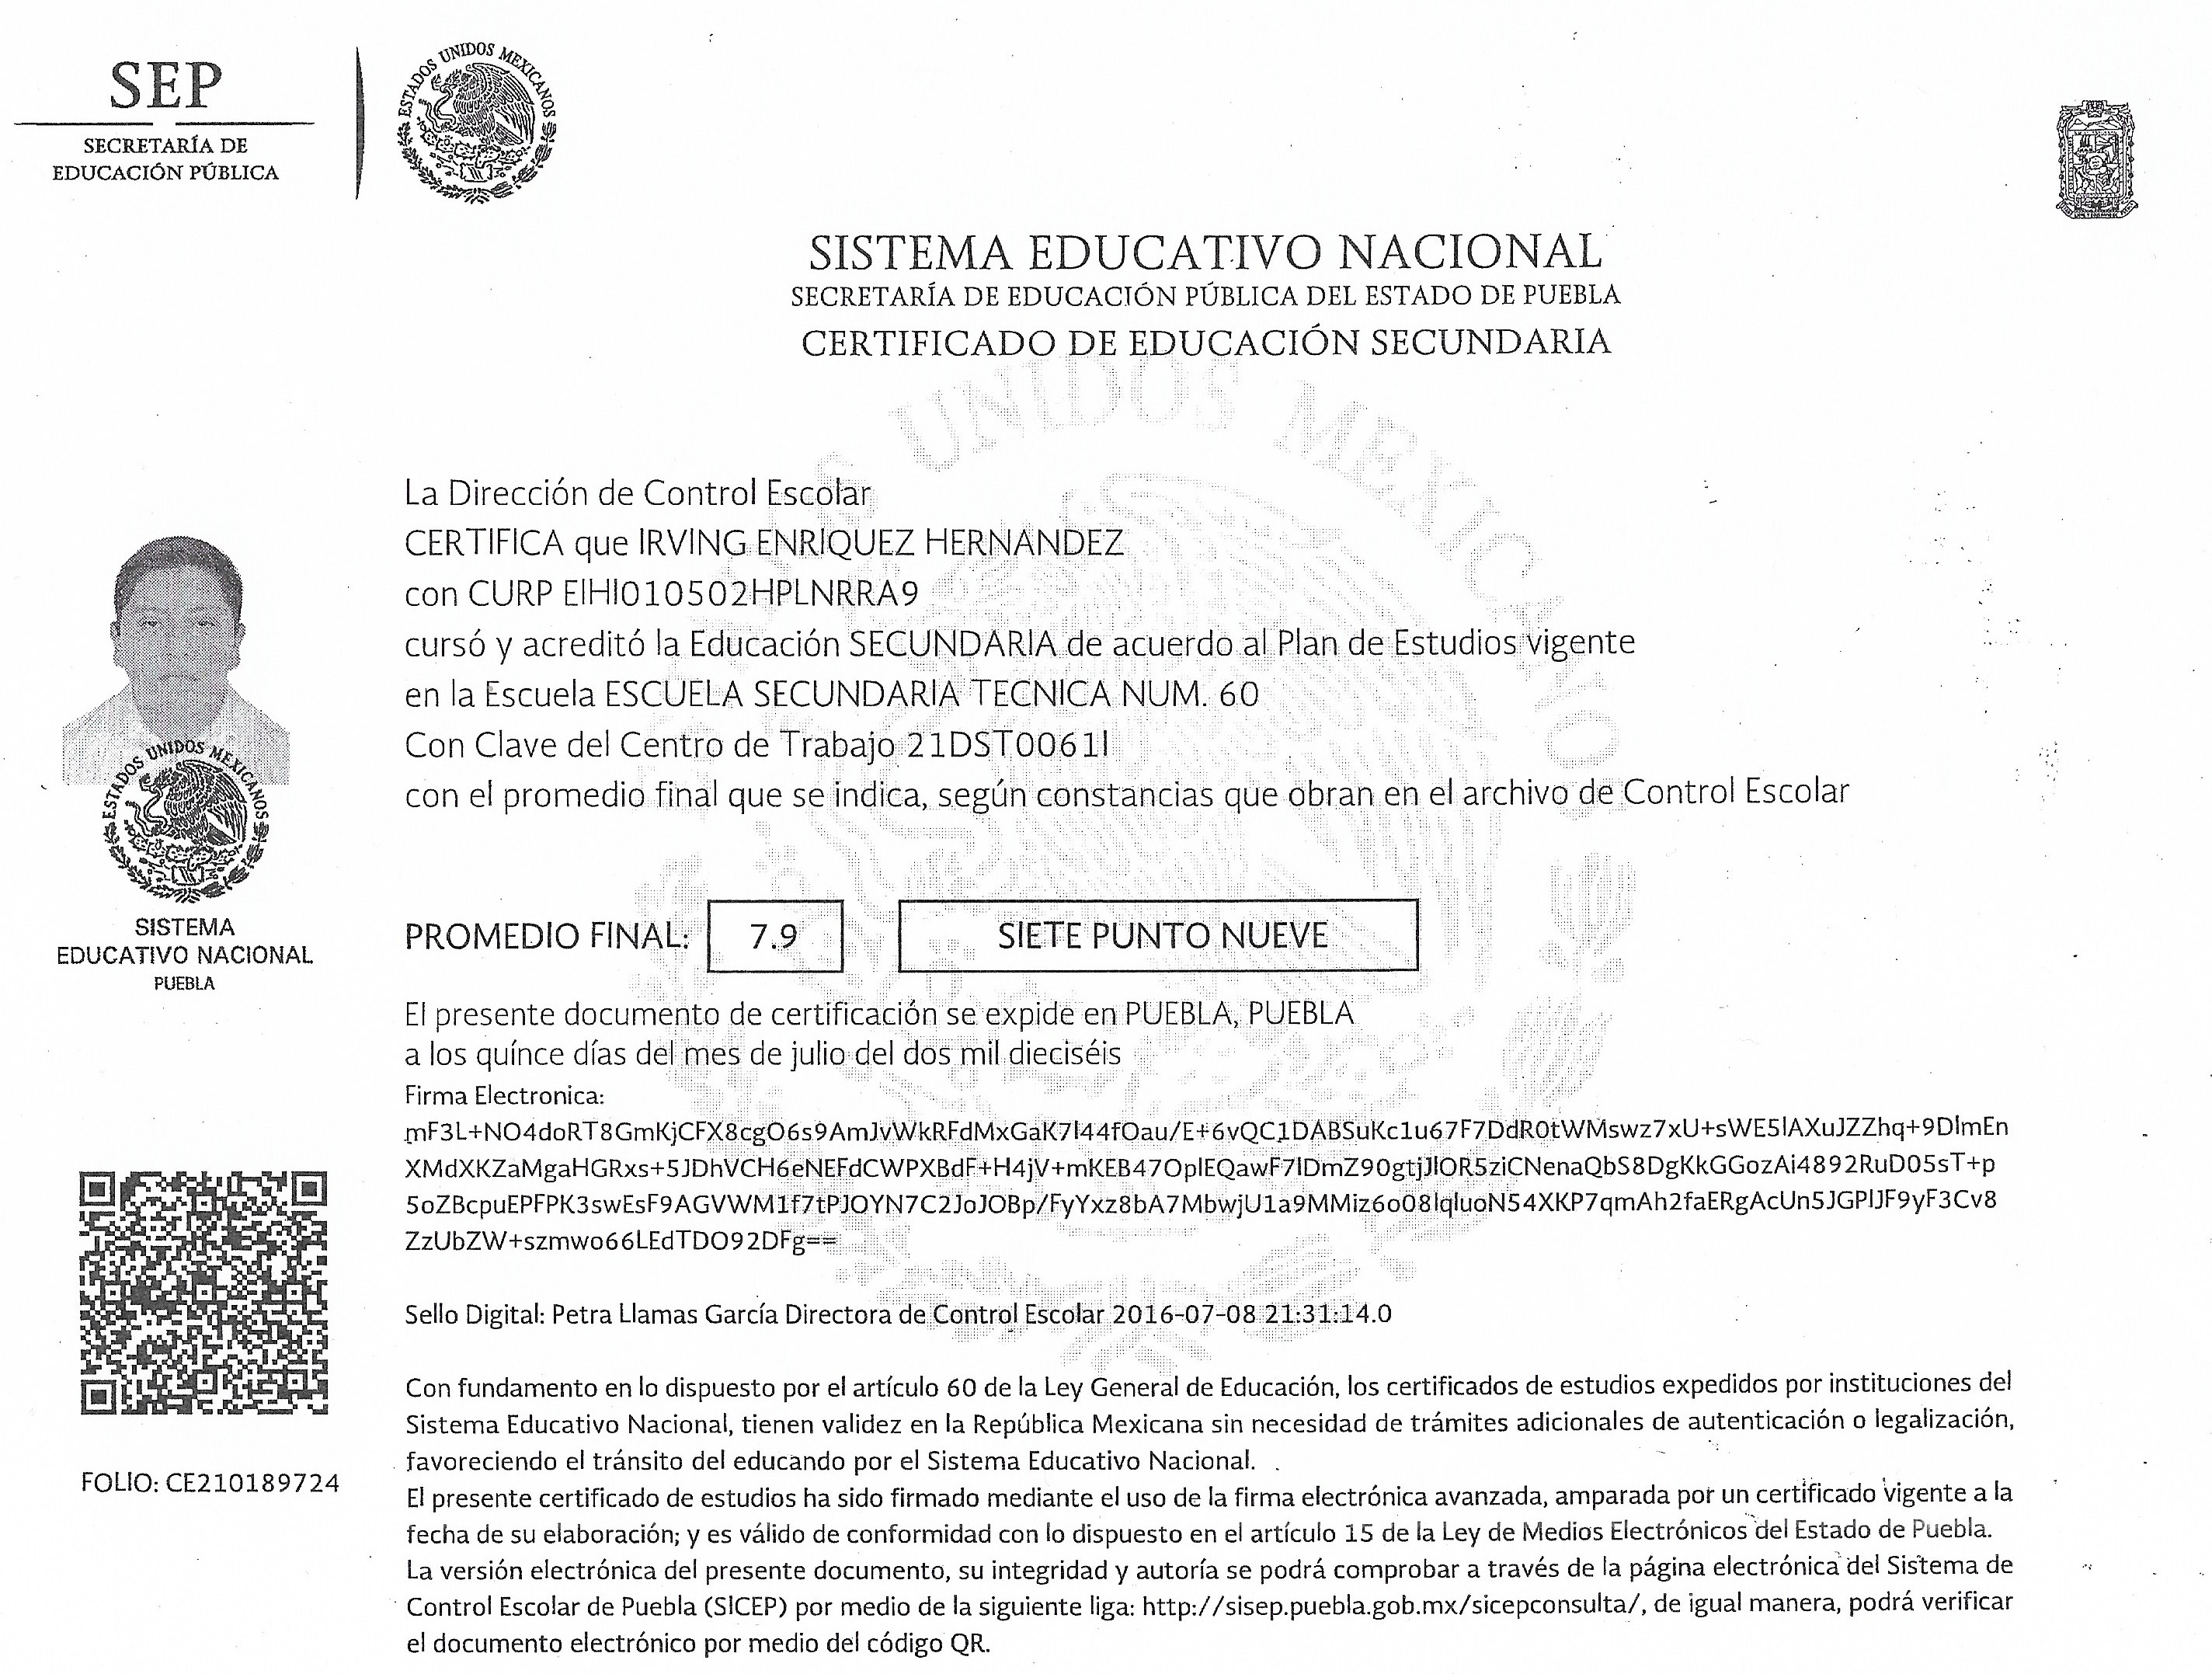 SEP
SECRETARÍA DE
EDUCACIÓN PÚBLICA
ESTADOS UNIDOS MEXICANOS
SISTEMA EDUCATIVO NACIONAL
SECRETARÍA DE EDUCACIÓN PÚBLICA DEL ESTADO DE PUEBLA
CERTIFICADO DE EDUCACIÓN SECUNDARIA
La Dirección de Control Escolar
CERTIFICA que IRVING ENRIQUEZ HERNANDEZ
con CURP EIHI010502HPLNRRA9
cursó y acreditó la Educación SECUNDARIA de acuerdo al Plan de Estudios vigente
en la Escuela ESCUELA SECUNDARIA TECNICA NUM. 60
Con Clave del Centro de Trabajo 21DST0061I
con el promedio final que se indica, según constancias que obran en el archivo de Control Escolar
ESTADOS UNIDOS MEXICANOS
SISTEMA
EDUCATIVO NACIONAL
PUEBLA
PROMEDIO FINAL: 7.9 SIETE PUNTO NUEVE
El presente documento de certificación se expide en PUEBLA, PUEBLA
a los quínce días del mes de julio del dos mil dieciséis
Firma Electronica:
mF3L+NO4doRT8GmKjCFX8cgO6s9AmJvWkRFdMxGaK7l44fOau/E+6vQC1DABSuKc1u67F7DdR0tWMswz7xU+sWE5lAXuJZZhq+9DlmEn
XMdXKZaMgaHGRxs+5JDhVCH6eNEFdCWPXBdF+H4jV+mKEB47OplEQawF7lDmZ90gtjJlOR5ziCNenaQbS8DgKkGGozAi4892RuD05sT+p
5oZBcpuEPFPK3swEsF9AGVWM1f7tPJOYN7C2JoJOBp/FyYxz8bA7MbwjU1a9MMiz6o08lqluoN54XKP7qmAh2faERgAcUn5JGPlJF9yF3Cv8
ZzUbZW+szmwo66LEdTDO92DFg==
Sello Digital: Petra Llamas García Directora de Control Escolar 2016-07-08 21:31:14.0
FOLIO: CE210189724
Con fundamento en lo dispuesto por el artículo 60 de la Ley General de Educación, los certificados de estudios expedidos por instituciones del
Sistema Educativo Nacional, tienen validez en la República Mexicana sin necesidad de trámites adicionales de autenticación o legalización,
favoreciendo el tránsito del educando por el Sistema Educativo Nacional.
El presente certificado de estudios ha sido firmado mediante el uso de la firma electrónica avanzada, amparada por un certificado vigente a la
fecha de su elaboración; y es válido de conformidad con lo dispuesto en el artículo 15 de la Ley de Medios Electrónicos del Estado de Puebla.
La versión electrónica del presente documento, su integridad y autoría se podrá comprobar a través de la página electrónica del Sistema de
Control Escolar de Puebla (SICEP) por medio de la siguiente liga: http://sisep.puebla.gob.mx/sicepconsulta/, de igual manera, podrá verificar
el documento electrónico por medio del código QR.